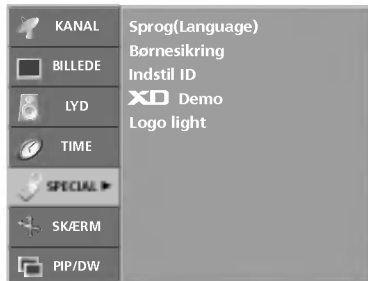 KANAL
BILLEDE
LYD
TIME
SPECIAL
SKÆRM
PIP/DW
Sprog(Language)
Børnesikring
Indstil ID
XD Demo
Logo light